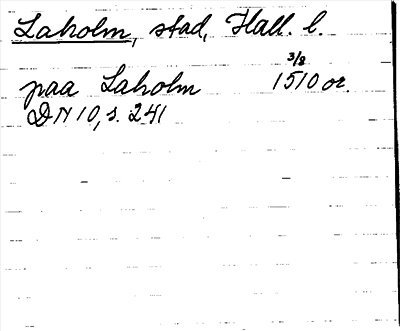 Laholm, stad, Hall. l.
paa Laholm 3/8 1510 or.
DN 10, s. 241